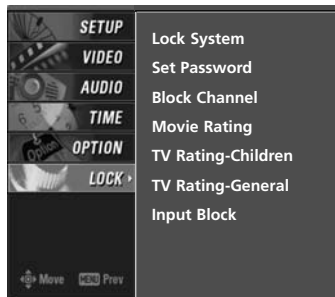 SETUP
VIDEO
AUDIO
TIME
OPTION
LOCK
Move MENU Prev
Lock System
Set Password
Block Channel
Movie Rating
TV Rating-Children
TV Rating-General
Input Block